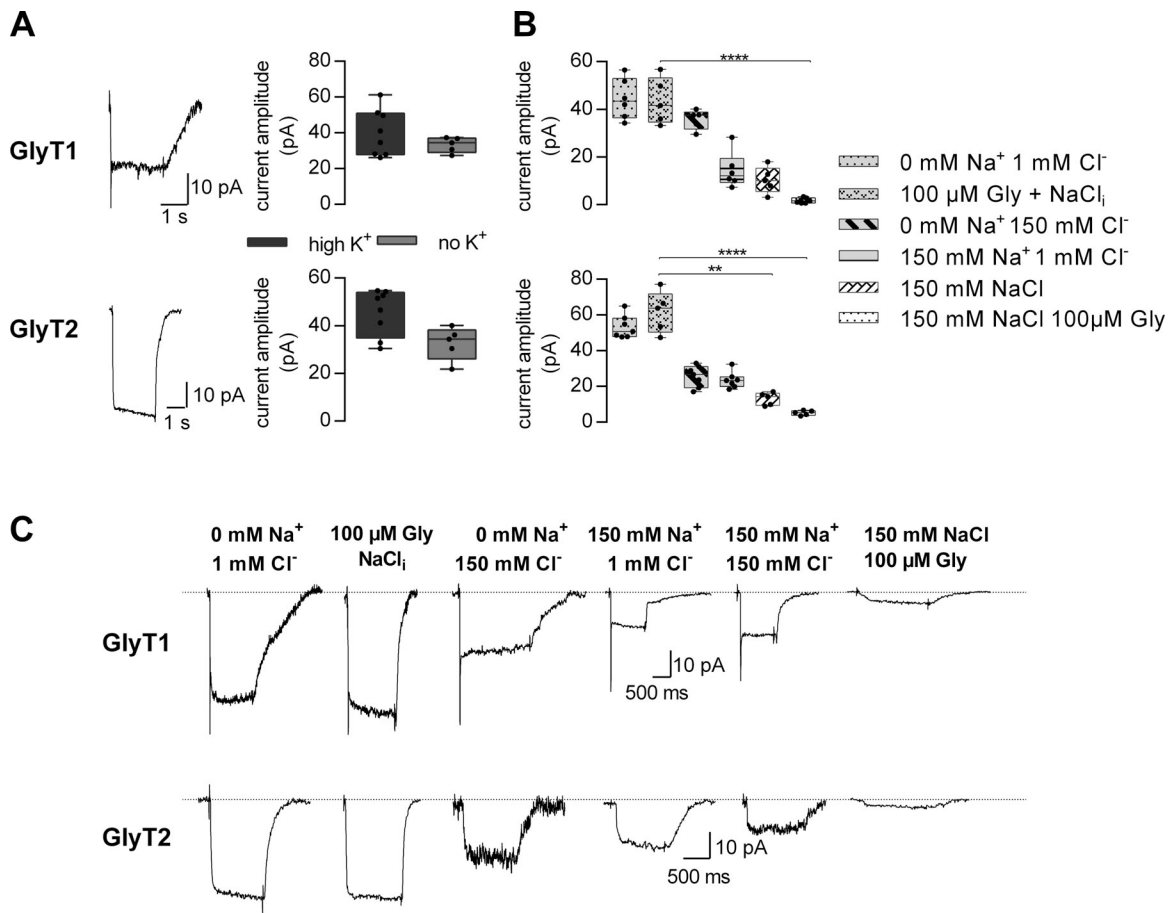 A
B
GlyT1
10 pA
1 s
current amplitude
(pA)
80
60
40
20
0
60
40
20
0
****
high K⁺
no K⁺
0 mM Na⁺ 1 mM Cl⁻
100 µM Gly + NaClᵢ
0 mM Na⁺ 150 mM Cl⁻
150 mM Na⁺ 1 mM Cl⁻
150 mM NaCl
150 mM NaCl 100µM Gly
GlyT2
10 pA
1 s
current amplitude
(pA)
60
40
20
0
current amplitude
(pA)
80
60
40
20
0
****
**
C
0 mM Na⁺
1 mM Cl⁻
100 µM Gly
NaClᵢ
0 mM Na⁺
150 mM Cl⁻
150 mM Na⁺
1 mM Cl⁻
150 mM Na⁺
150 mM Cl⁻
150 mM NaCl
100 µM Gly
GlyT1
10 pA
500 ms
GlyT2
10 pA
500 ms
current amplitude
(pA)